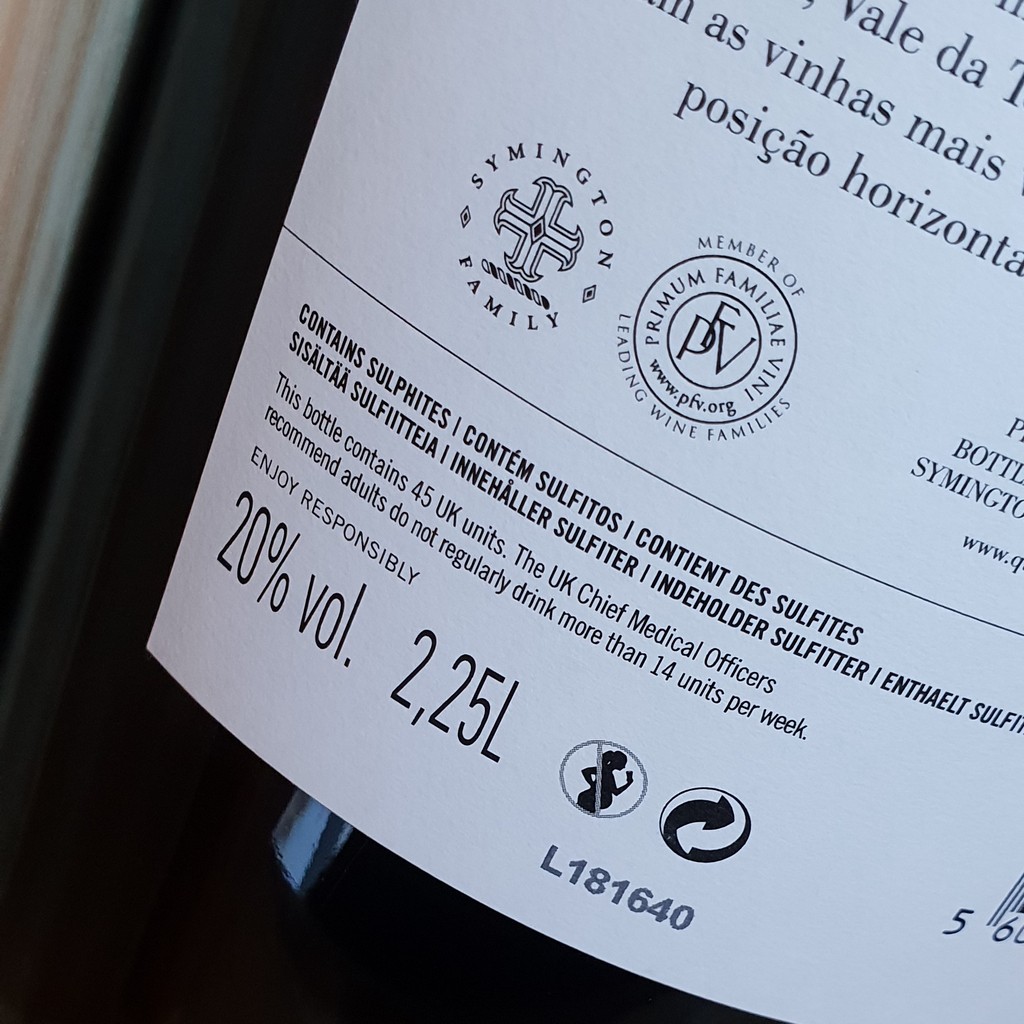 Vale da
as vinhas mais
posição horizonta
SYMINGTON
FAMILY
MEMBER OF
PRIMUM FAMILIAE VINI
PFV
www.pfv.org
LEADING WINE FAMILIES
BOTTL
SYMINGTO
www.q
CONTAINS SULPHITES | CONTÉM SULFITOS | CONTIENT DES SULFITES
SISÄLTÄÄ SULFIITTEJA | INNEHÅLLER SULFITER | INDEHOLDER SULFITTER | ENTHAELT SULFIT
This bottle contains 45 UK units. The UK Chief Medical Officers
recommend adults do not regularly drink more than 14 units per week.
ENJOY RESPONSIBLY
20% vol. 2,25L
L181640
5 60